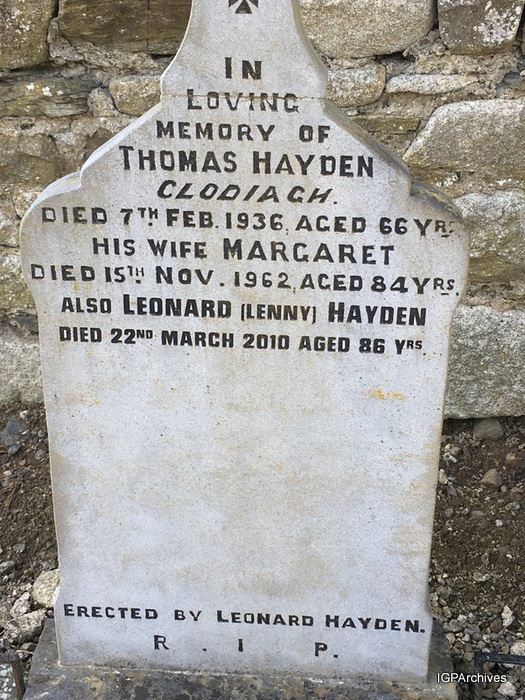 IN
LOVING
MEMORY OF
THOMAS HAYDEN
CLODIAGH.
DIED 7TH FEB. 1936, AGED 66 YRS.
HIS WIFE MARGARET
DIED 15TH NOV. 1962, AGED 84 YRS.
ALSO LEONARD (LENNY) HAYDEN
DIED 22ND MARCH 2010 AGED 86 YRS.
ERECTED BY LEONARD HAYDEN.
R. I. P.
IGPArchives